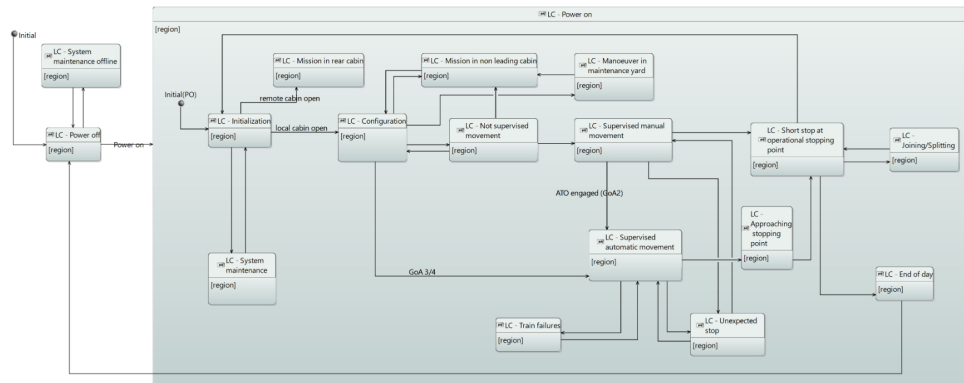 LC - Power on
[region]
Initial
LC - System
maintenance offline
[region]
LC - Power off
[region]
Power on
Initial(PO)
LC - Mission in rear cabin
[region]
remote cabin open
LC - Mission in non leading cabin
[region]
LC - Manoeuver in
maintenance yard
[region]
LC - Initialization
[region]
local cabin open
LC - Configuration
[region]
LC - Not supervised
movement
[region]
LC - Supervised manual
movement
[region]
LC - Short stop at
operational stopping
point
[region]
LC -
Joining/Splitting
[region]
ATO engaged (GoA2)
LC -
Approaching
stopping
point
[region]
LC - System
maintenance
[region]
GoA 3/4
LC - Supervised
automatic movement
[region]
LC - End of day
[region]
LC - Train failures
[region]
LC - Unexpected
stop
[region]